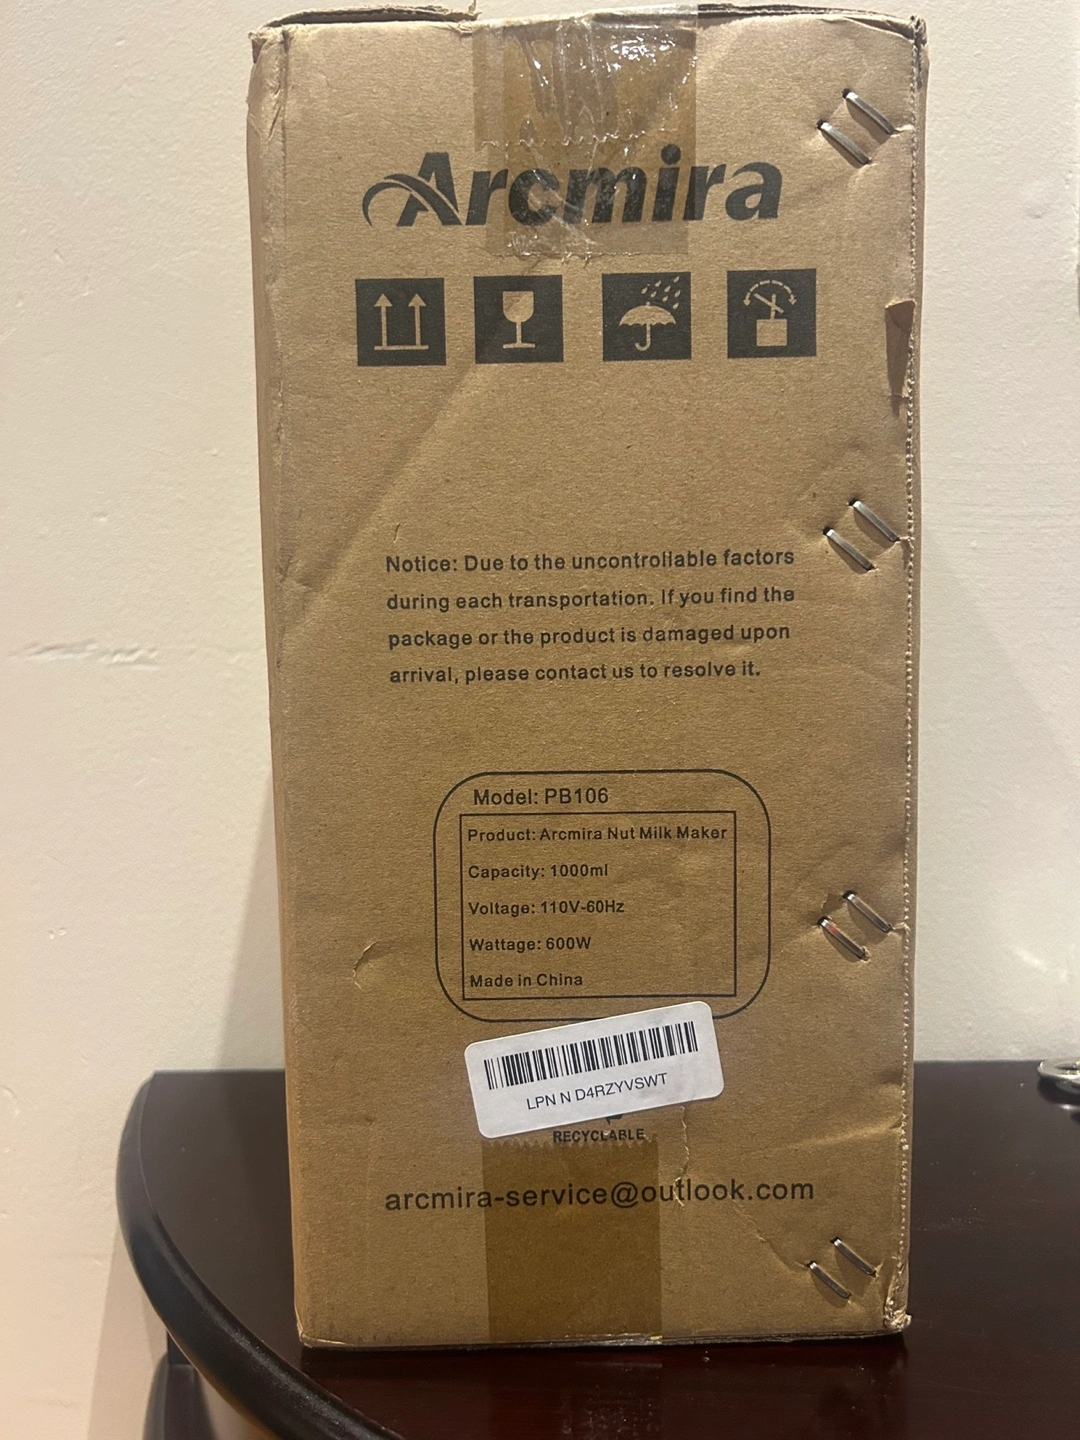 Arcmira
Notice: Due to the uncontrollable factors
during each transportation. If you find the
package or the product is damaged upon
arrival, please contact us to resolve it.
Model: PB106
Product: Arcmira Nut Milk Maker
Capacity: 1000ml
Voltage: 110V-60Hz
Wattage: 600W
Made in China
LPN N D4RZYVSWT
RECYCLABLE
arcmira-service@outlook.com